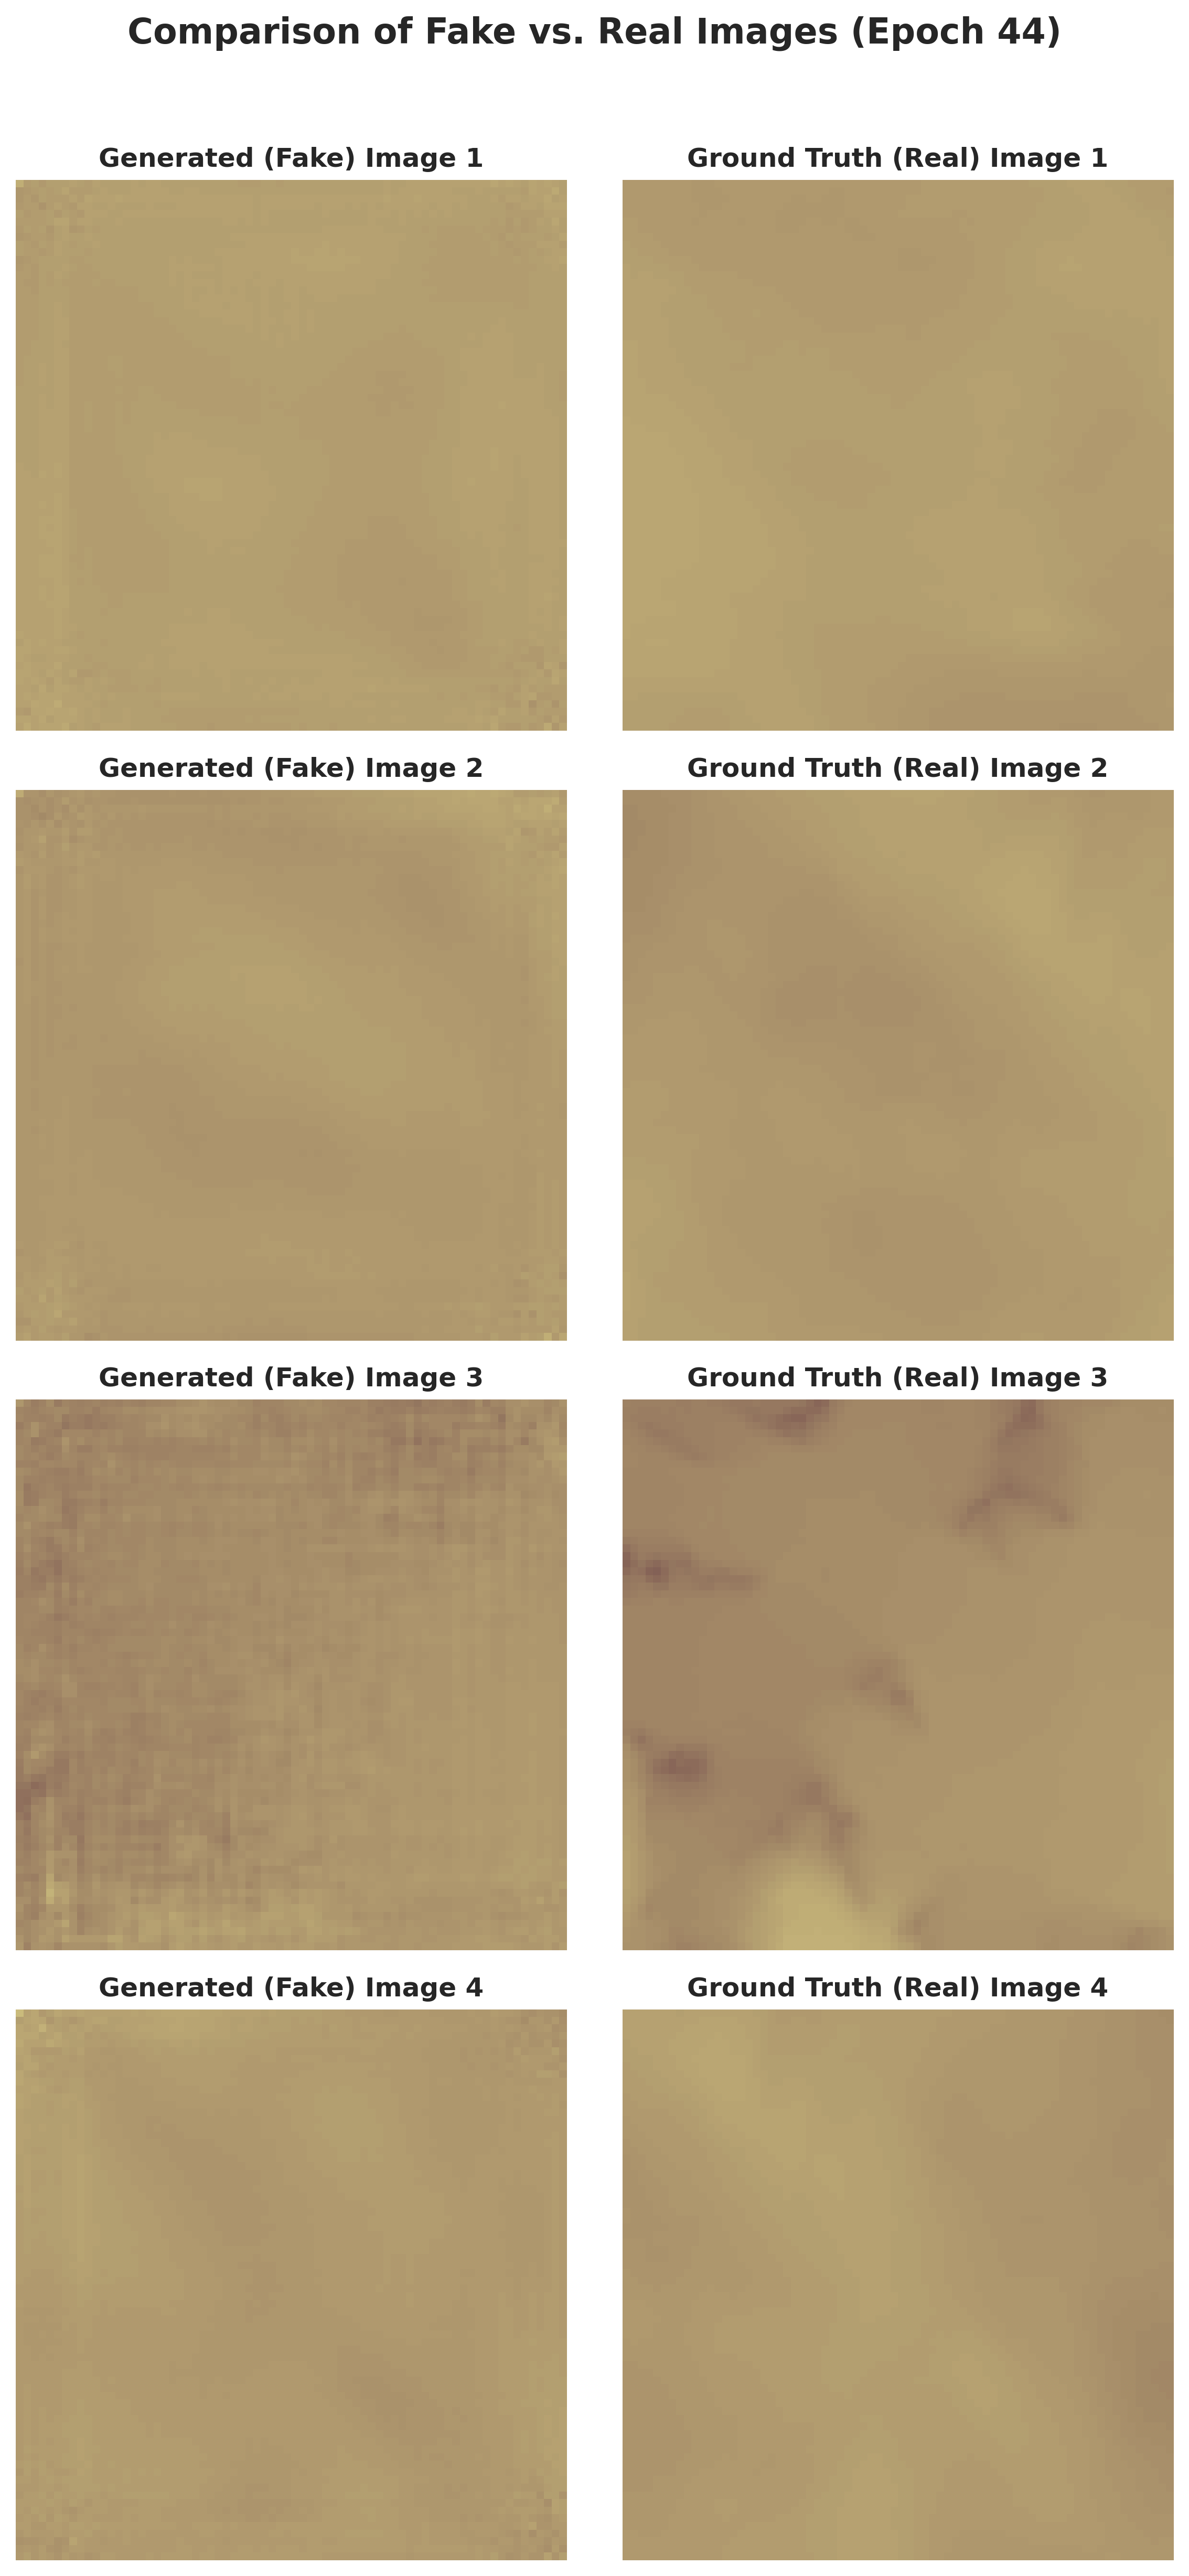 Comparison of Fake vs. Real Images (Epoch 44)
Generated (Fake) Image 1
Ground Truth (Real) Image 1
Generated (Fake) Image 2
Ground Truth (Real) Image 2
Generated (Fake) Image 3
Ground Truth (Real) Image 3
Generated (Fake) Image 4
Ground Truth (Real) Image 4